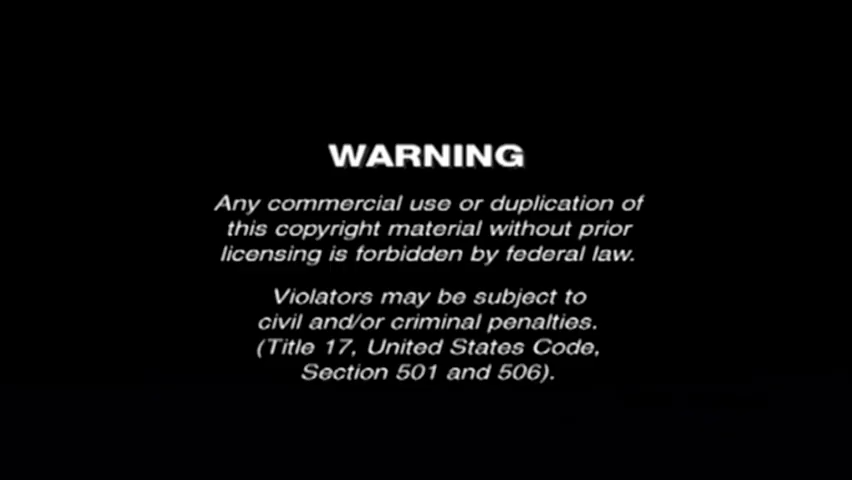 WARNING
Any commercial use or duplication of
this copyright material without prior
licensing is forbidden by federal law.
Violators may be subject to
civil and/or criminal penalties.
(Title 17, United States Code,
Section 501 and 506).